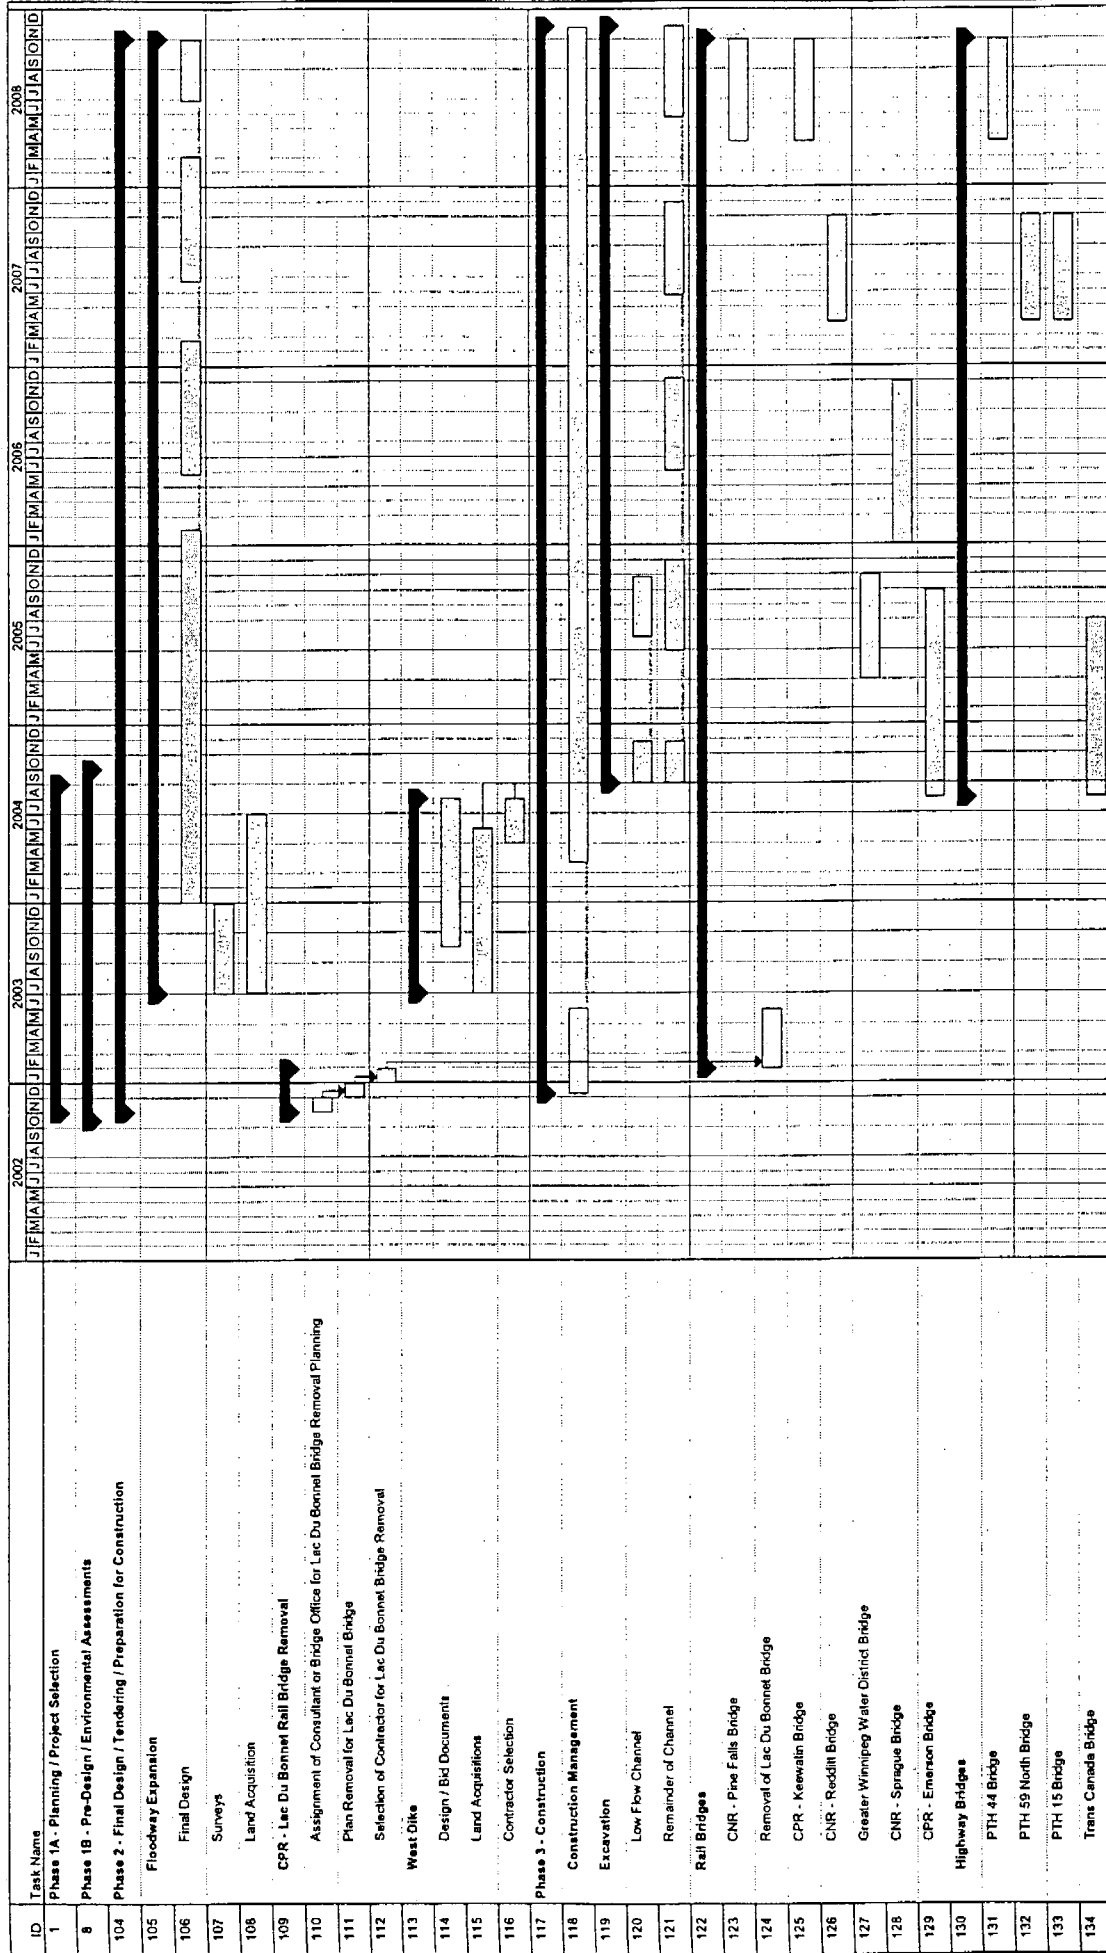 ID Task Name 2002 2003 2004 2005 2006 2007 2008
J F M A M J J A S O N D J F M A M J J A S O N D J F M A M J J A S O N D J F M A M J J A S O N D J F M A M J J A S O N D J F M A M J J A S O N D J F M A M J J A S O N D
1 Phase 1A - Planning / Project Selection
8 Phase 1B - Pre-Design / Environmental Assessments
104 Phase 2 - Final Design / Tendering / Preparation for Construction
105 Floodway Expansion
106 Final Design
107 Surveys
108 Land Acquisition
109 CPR - Lac Du Bonnet Rail Bridge Removal
110 Assignment of Consultant or Bridge Office for Lac Du Bonnet Bridge Removal Planning
111 Plan Removal for Lac Du Bonnet Bridge
112 Selection of Contractor for Lac Du Bonnet Bridge Removal
113 West Dike
114 Design / Bid Documents
115 Land Acquisitions
116 Contractor Selection
117 Phase 3 - Construction
118 Construction Management
119 Excavation
120 Low Flow Channel
121 Remainder of Channel
122 Rail Bridges
123 CNR - Pine Falls Bridge
124 Removal of Lac Du Bonnet Bridge
125 CPR - Keewatin Bridge
126 CNR - Redditt Bridge
127 Greater Winnipeg Water District Bridge
128 CNR - Sprague Bridge
129 CPR - Emerson Bridge
130 Highway Bridges
131 PTH 44 Bridge
132 PTH 59 North Bridge
133 PTH 15 Bridge
134 Trans Canada Bridge